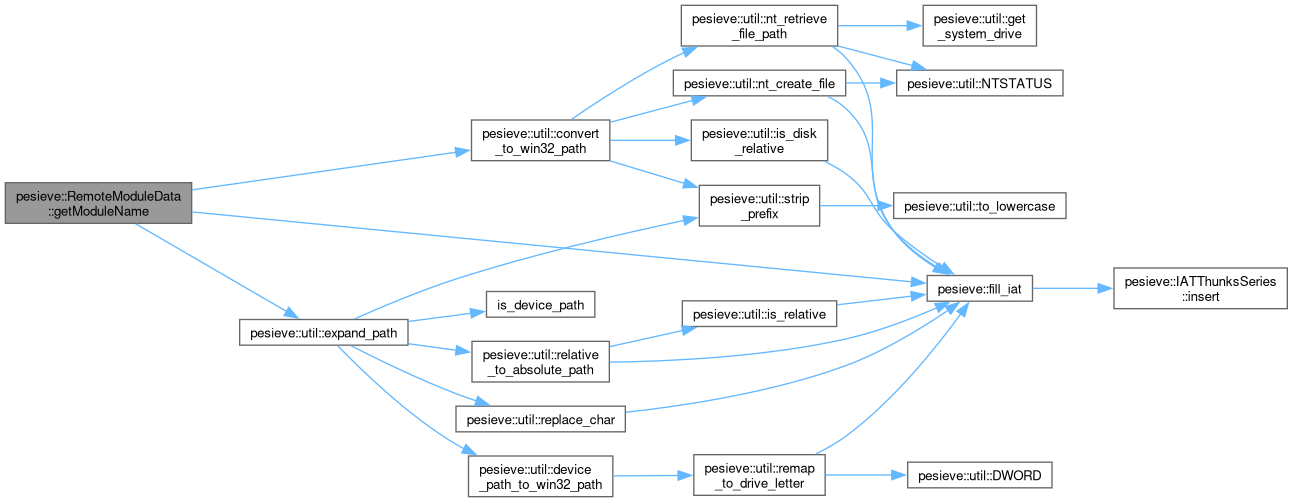 pesieve::RemoteModuleData
::getModuleName
pesieve::util::convert
_to_win32_path
pesieve::util::expand_path
pesieve::util::nt_retrieve
_file_path
pesieve::util::nt_create_file
pesieve::util::is_disk
_relative
pesieve::util::strip
_prefix
is_device_path
pesieve::util::relative
_to_absolute_path
pesieve::util::replace_char
pesieve::util::device
_path_to_win32_path
pesieve::util::is_relative
pesieve::util::remap
_to_drive_letter
pesieve::util::get
_system_drive
pesieve::util::NTSTATUS
pesieve::util::to_lowercase
pesieve::fill_iat
pesieve::util::DWORD
pesieve::IATThunksSeries
::insert